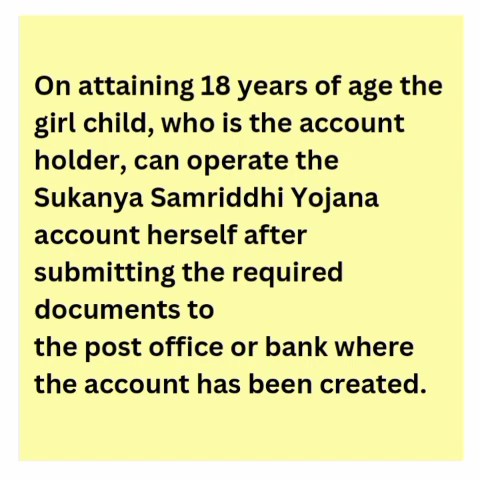 On attaining 18 years of age the
girl child, who is the account
holder, can operate the
Sukanya Samriddhi Yojana
account herself after
submitting the required
documents to
the post office or bank where
the account has been created.